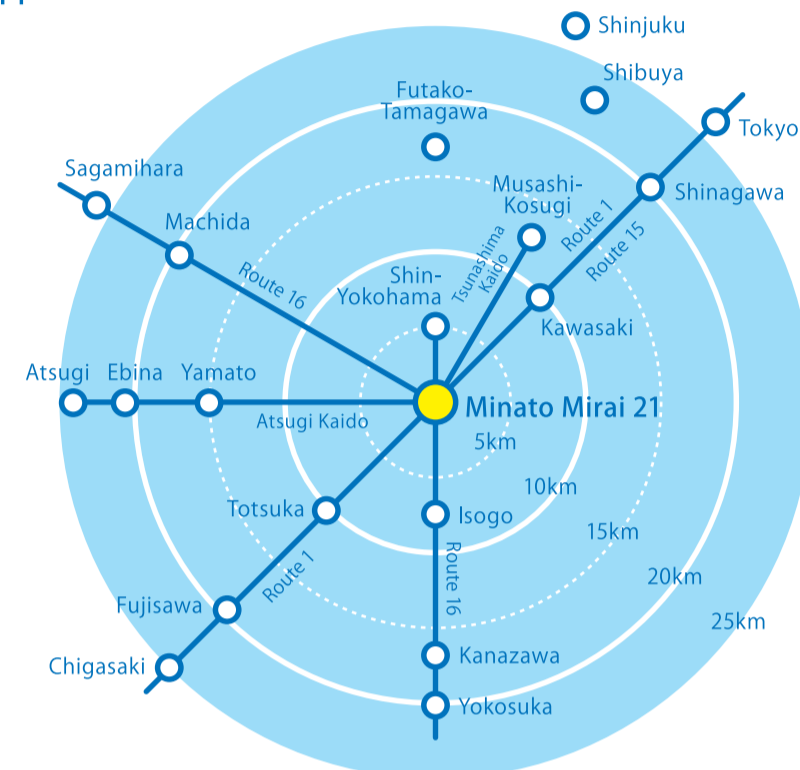 Shinjuku
Shibuya
Futako-
Tamagawa
Tokyo
Sagamihara
Musashi-
Kosugi
Shinagawa
Machida
Route 1
Route 15
Tsunashima
Kaido
Route 16
Shin-
Yokohama
Kawasaki
Atsugi
Ebina
Yamato
Atsugi Kaido
Minato Mirai 21
5km
10km
15km
20km
25km
Totsuka
Isogo
Route 1
Route 16
Fujisawa
Kanazawa
Chigasaki
Yokosuka